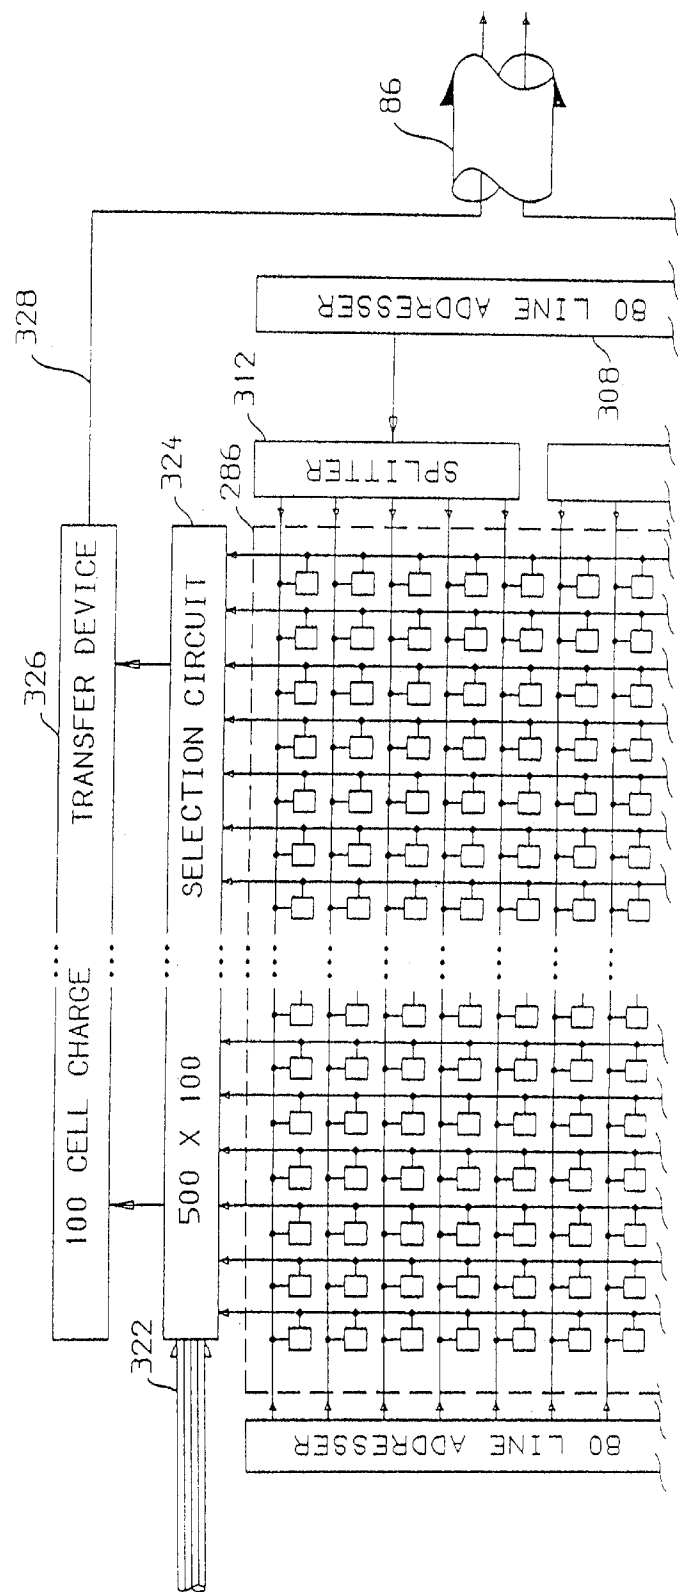 326
100 CELL CHARGE ... TRANSFER DEVICE
328
322
500 X 100 ... SELECTION CIRCUIT
324
286
312
SPLITTER
80 LINE ADDRESSER
308
80 LINE ADDRESSER
86